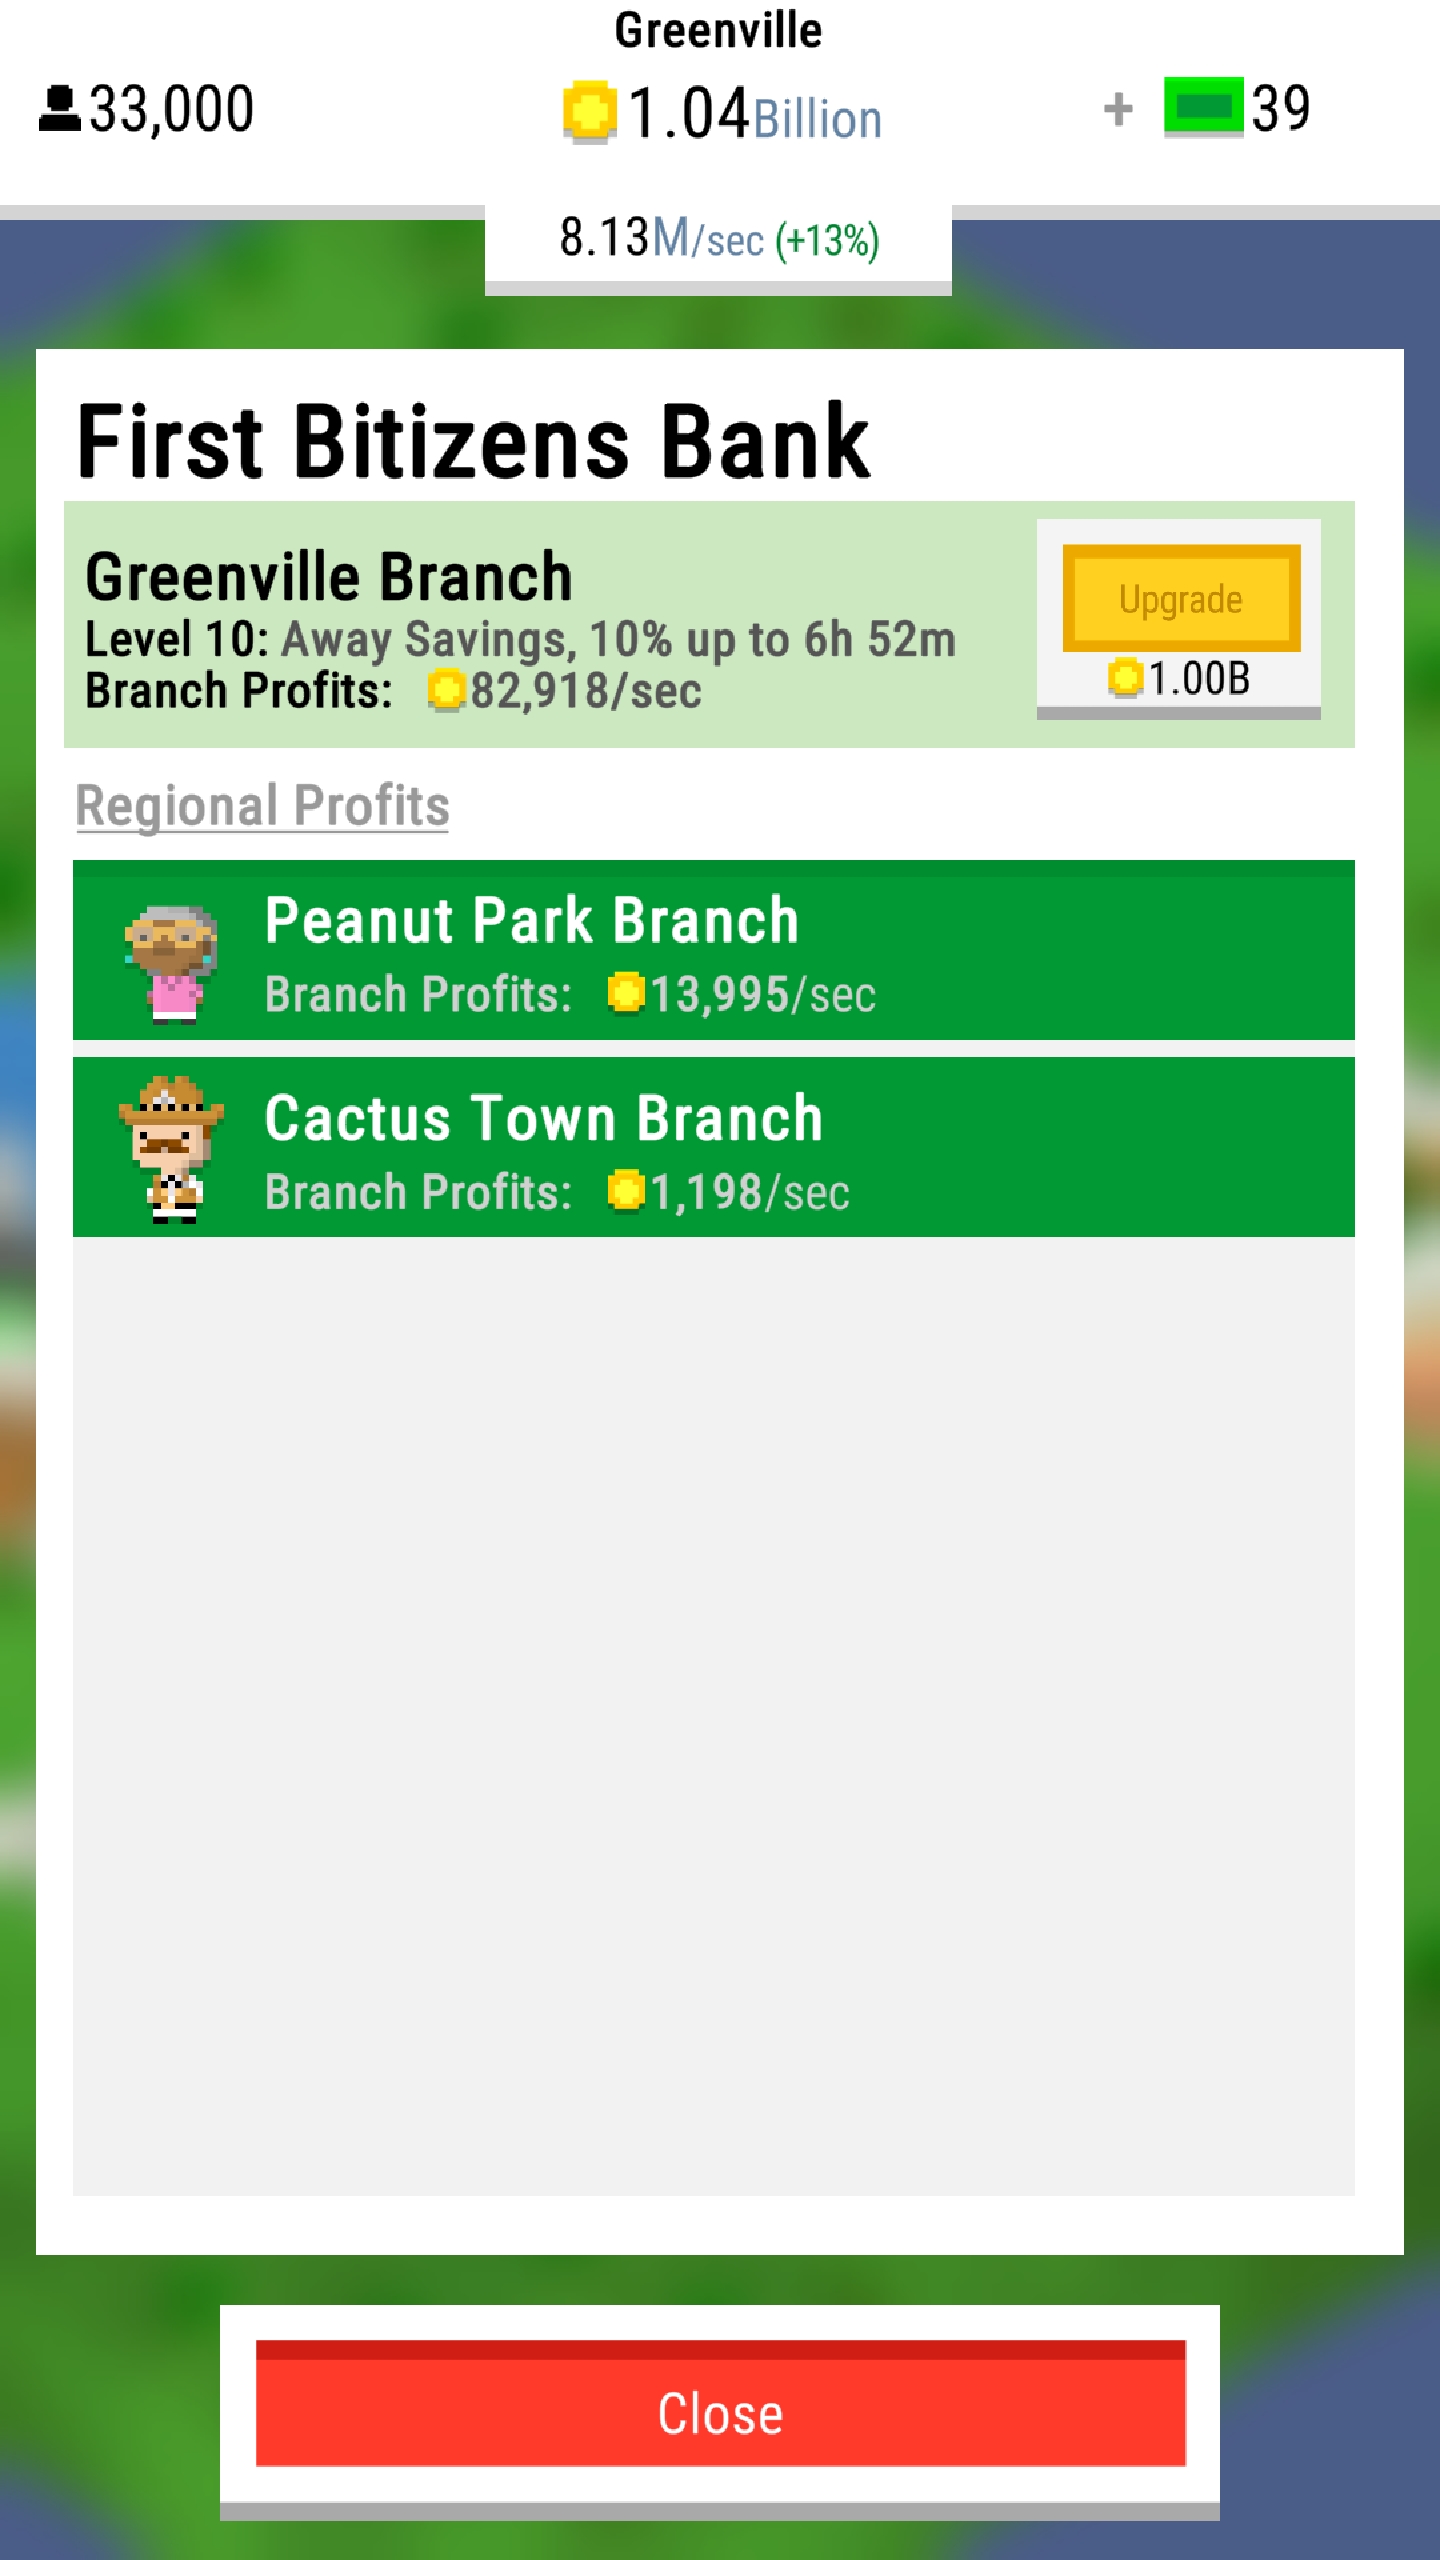 Greenville
33,000
1.04Billion
+ 39
8.13M/sec (+13%)
First Bitizens Bank
Greenville Branch
Level 10: Away Savings, 10% up to 6h 52m
Branch Profits: 82,918/sec
Upgrade
1.00B
Regional Profits
Peanut Park Branch
Branch Profits: 13,995/sec
Cactus Town Branch
Branch Profits: 1,198/sec
Close